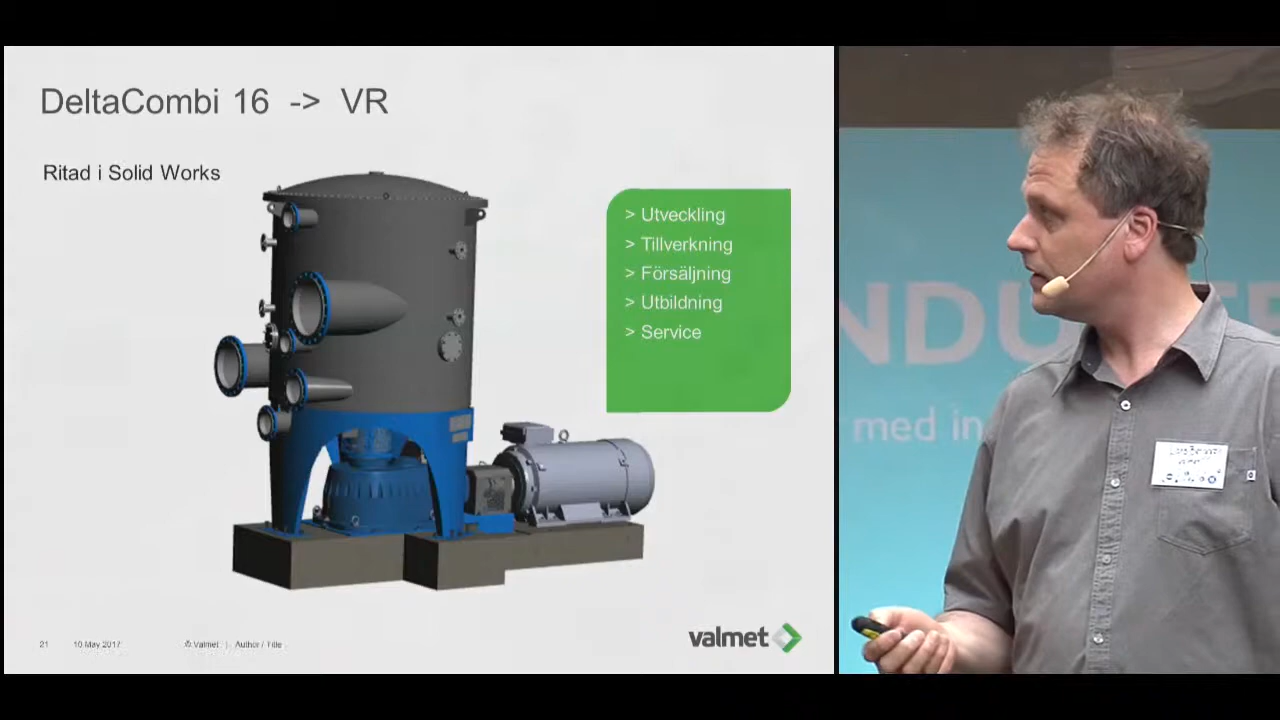 DeltaCombi 16 -> VR
Ritad i Solid Works
> Utveckling
> Tillverkning
> Försäljning
> Utbildning
> Service
21 10 May 2017 © Valmet | Author / Title
valmet
NDU
med in